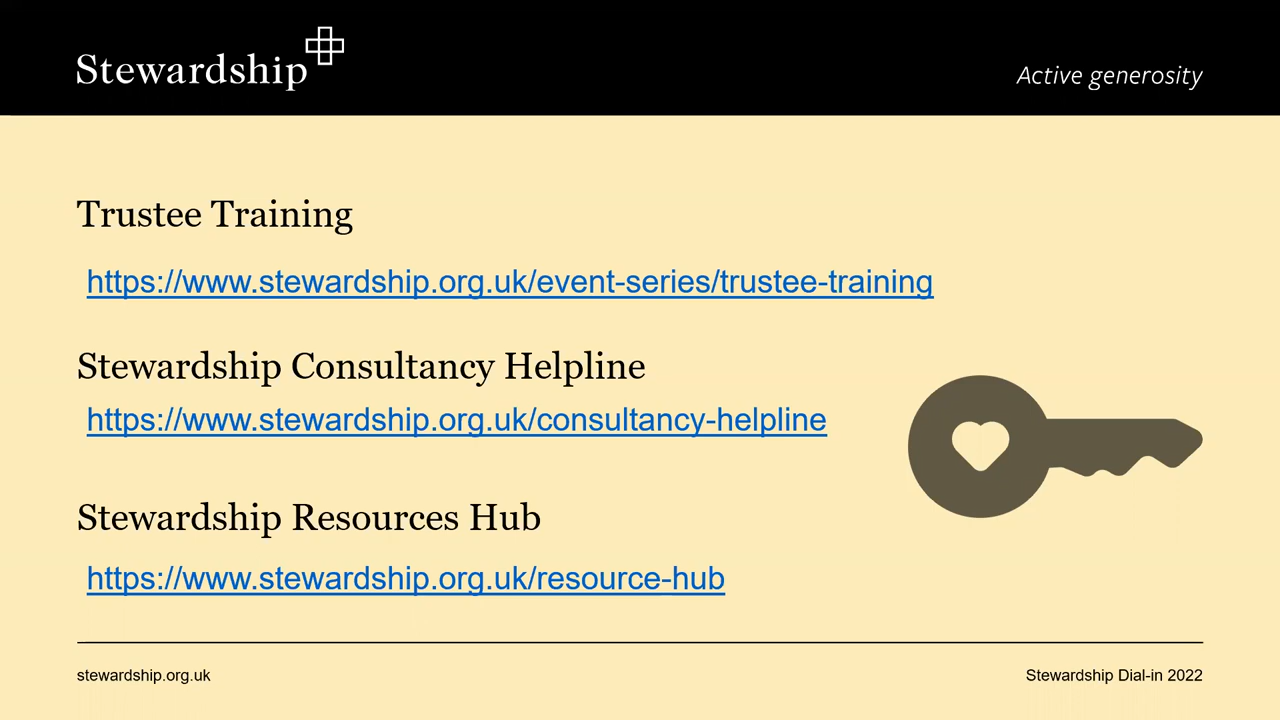 Stewardship
Active generosity
Trustee Training
https://www.stewardship.org.uk/event-series/trustee-training
Stewardship Consultancy Helpline
https://www.stewardship.org.uk/consultancy-helpline
Stewardship Resources Hub
https://www.stewardship.org.uk/resource-hub
stewardship.org.uk
Stewardship Dial-in 2022